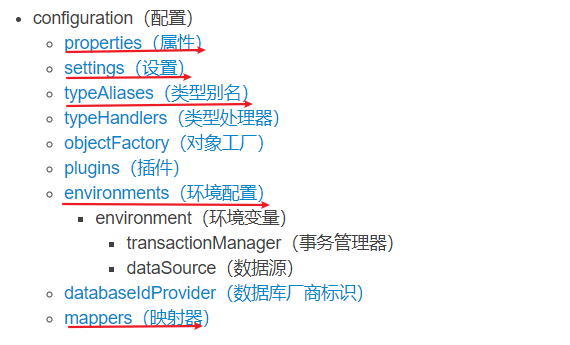 configuration（配置）
properties（属性）
settings（设置）
typeAliases（类型别名）
typeHandlers（类型处理器）
objectFactory（对象工厂）
plugins（插件）
environments（环境配置）
environment（环境变量）
transactionManager（事务管理器）
dataSource（数据源）
databaseIdProvider（数据库厂商标识）
mappers（映射器）